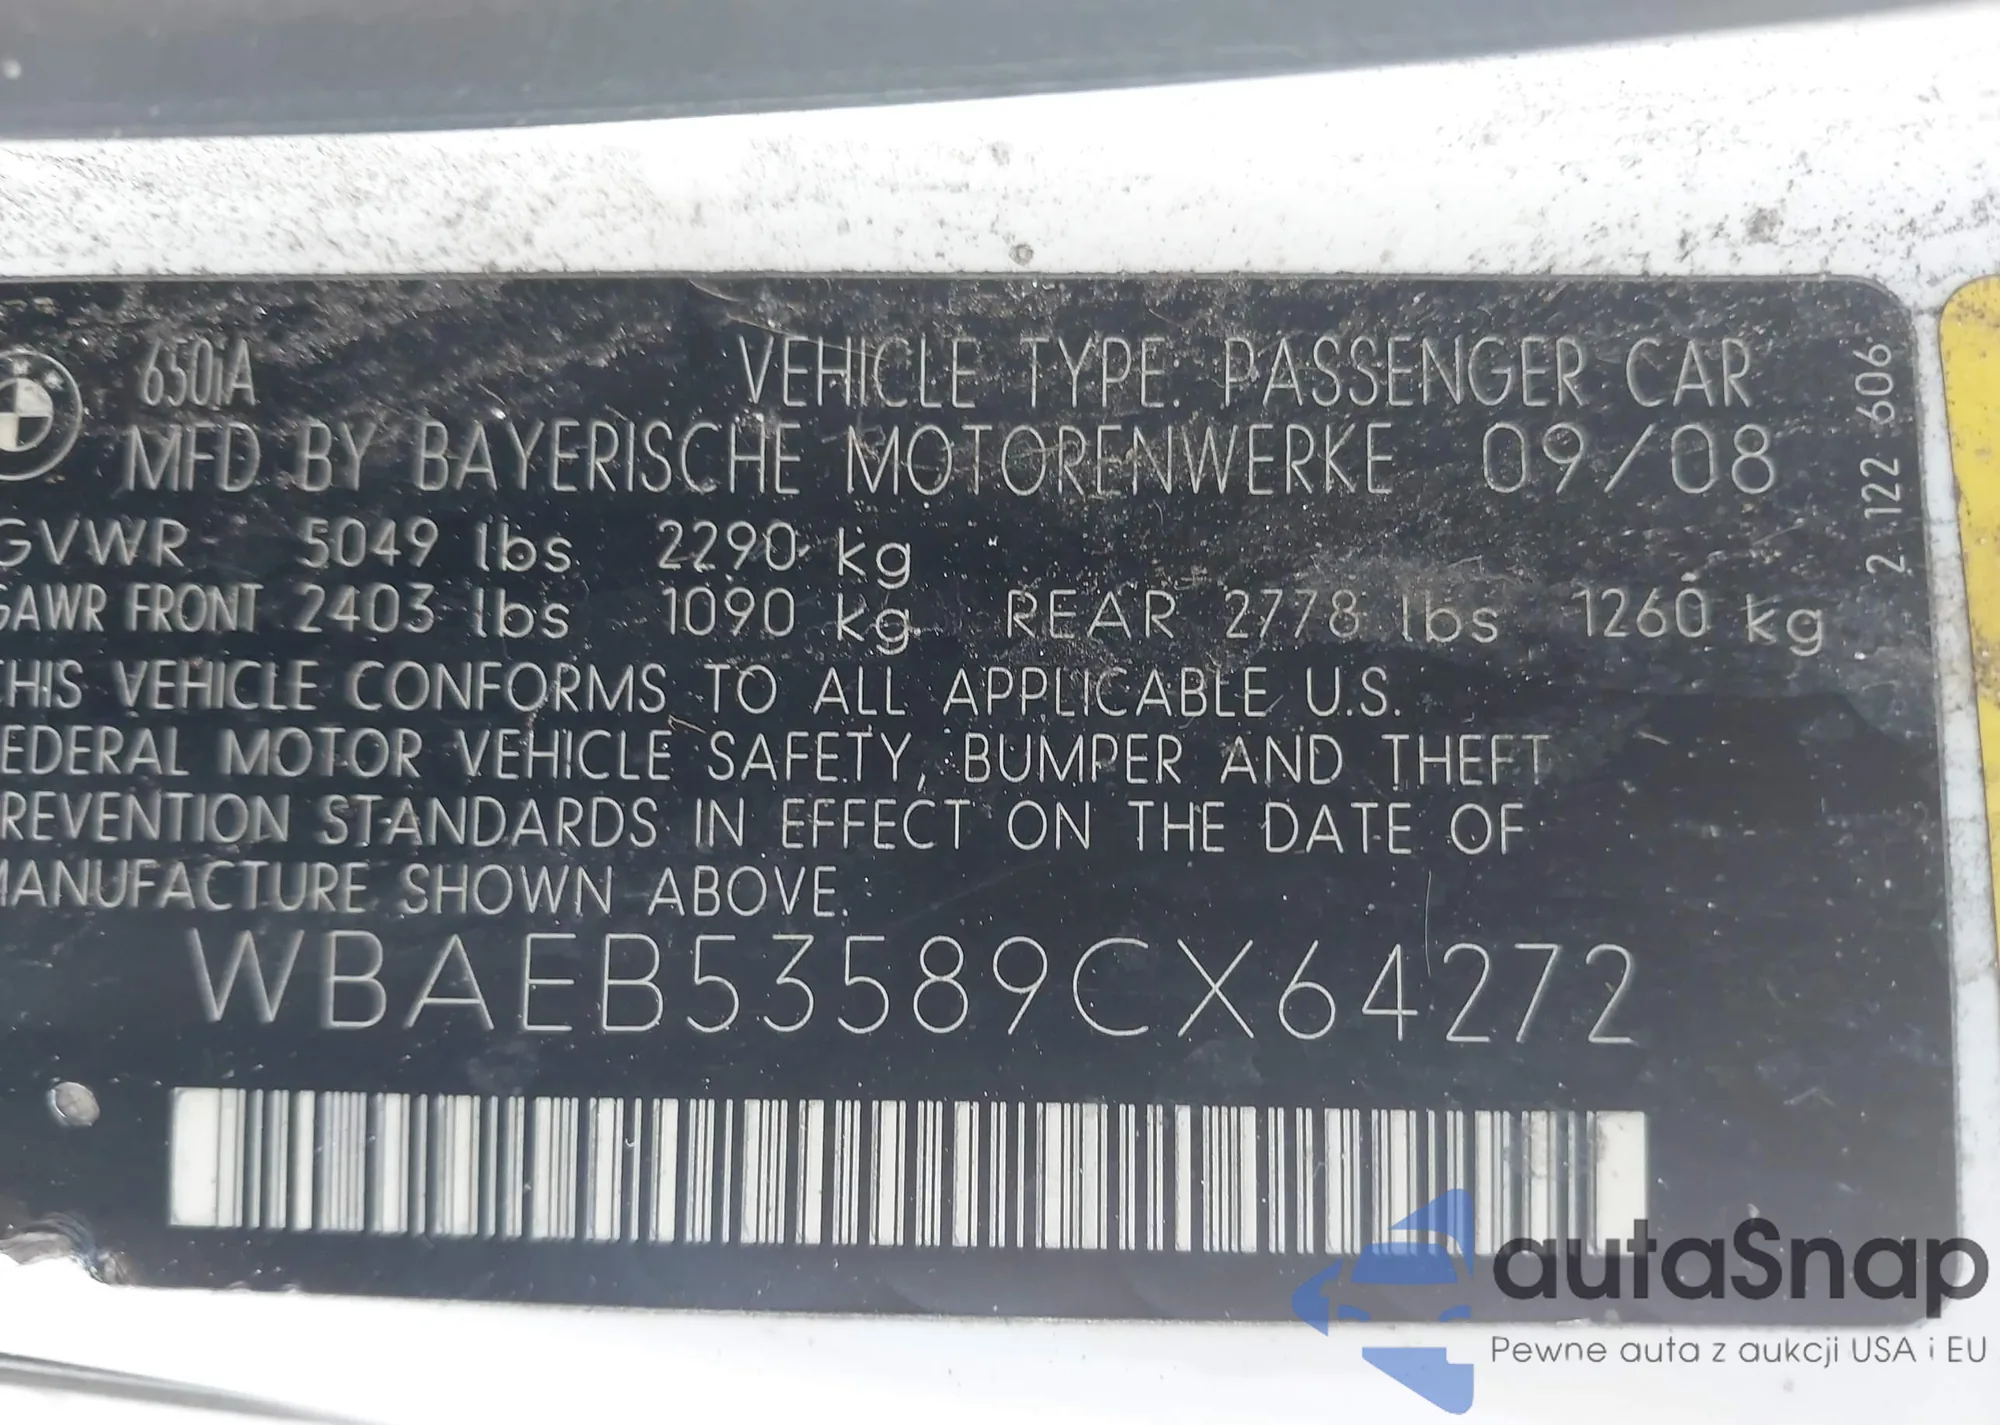 650iA VEHICLE TYPE: PASSENGER CAR
MFD BY BAYERISCHE MOTORENWERKE 09/08
GVWR 5049 lbs 2290 kg
GAWR FRONT 2403 lbs 1090 kg REAR 2778 lbs 1260 kg
THIS VEHICLE CONFORMS TO ALL APPLICABLE U.S.
FEDERAL MOTOR VEHICLE SAFETY, BUMPER AND THEFT
PREVENTION STANDARDS IN EFFECT ON THE DATE OF
MANUFACTURE SHOWN ABOVE.
WBAEB53589CX64272
2 122 606
autaSnap
Pewne auta z aukcji USA i EU